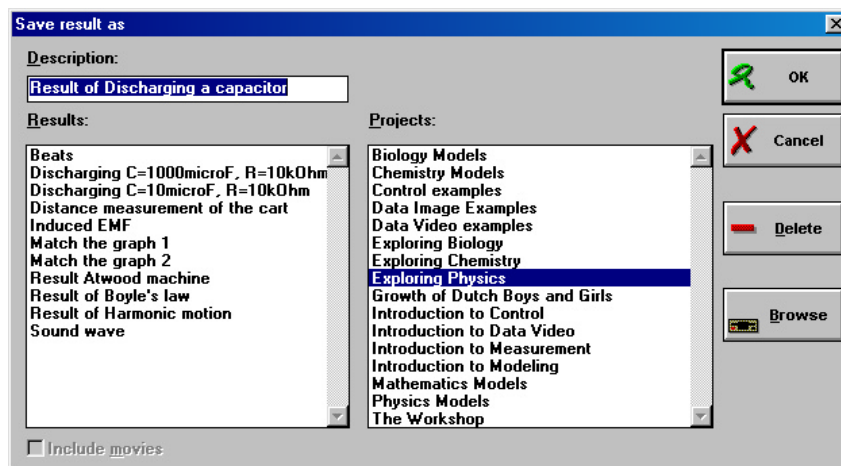 Save result as
Description:
Result of Discharging a capacitor
Results:
Beats
Discharging C=1000microF, R=10kOhm
Discharging C=10microF, R=10kOhm
Distance measurement of the cart
Induced EMF
Match the graph 1
Match the graph 2
Result Atwood machine
Result of Boyle's law
Result of Harmonic motion
Sound wave
Include movies
Projects:
Biology Models
Chemistry Models
Control examples
Data Image Examples
Data Video examples
Exploring Biology
Exploring Chemistry
Exploring Physics
Growth of Dutch Boys and Girls
Introduction to Control
Introduction to Data Video
Introduction to Measurement
Introduction to Modeling
Mathematics Models
Physics Models
The Workshop
OK
Cancel
Delete
Browse